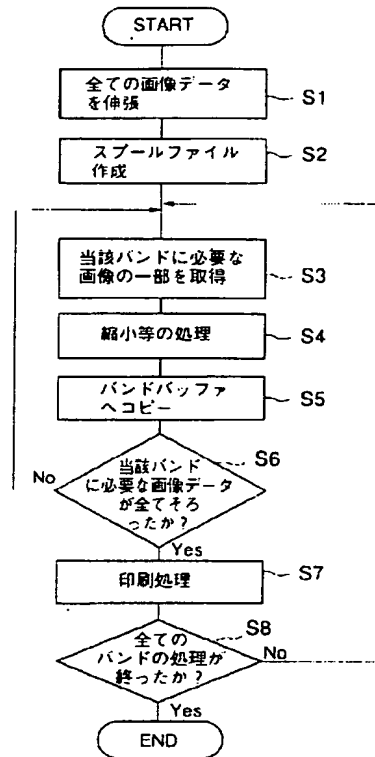 START
全ての画像データ
を伸張
S1
スプールファイル
作成
S2
当該バンドに必要な
画像の一部を取得
S3
縮小等の処理
S4
バンドバッファ
へコピー
S5
S6
当該バンド
に必要な画像データ
が全てそろ
ったか?
No
Yes
印刷処理
S7
S8
全ての
バンドの処理が
終ったか?
No
Yes
END